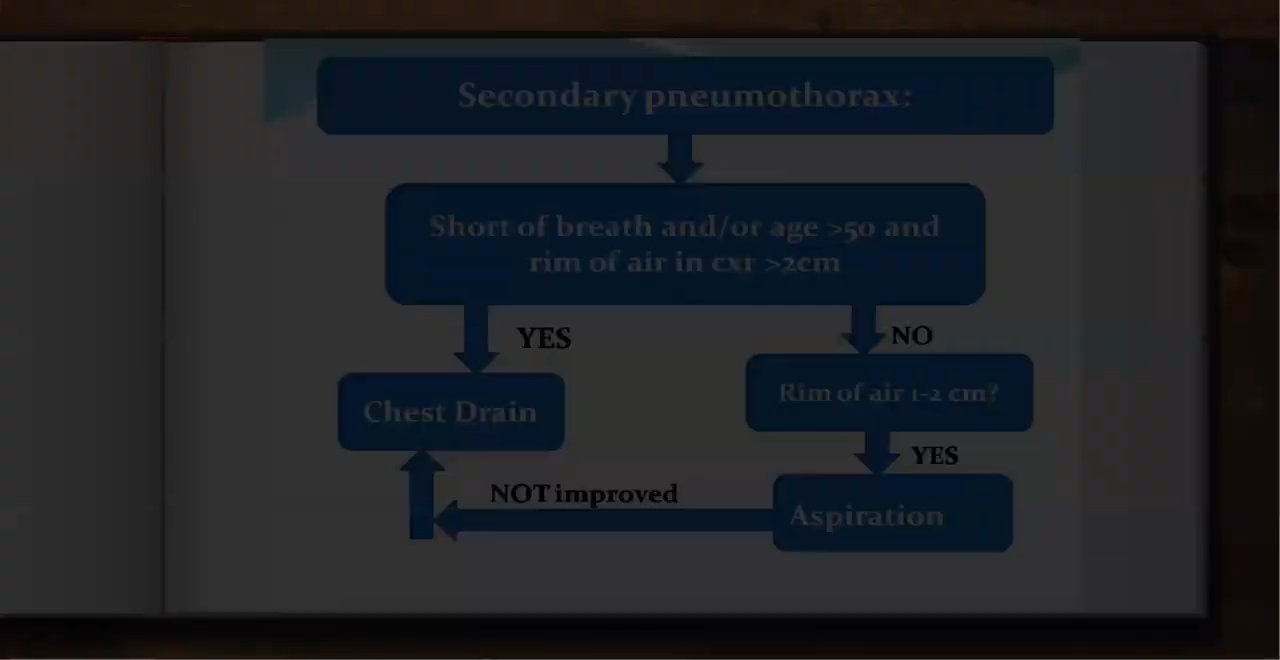 Secondary pneumothorax:
Short of breath and/or age >50 and
rim of air in cxr >2cm
YES
NO
Chest Drain
Rim of air 1-2 cm?
YES
NOT improved
Aspiration